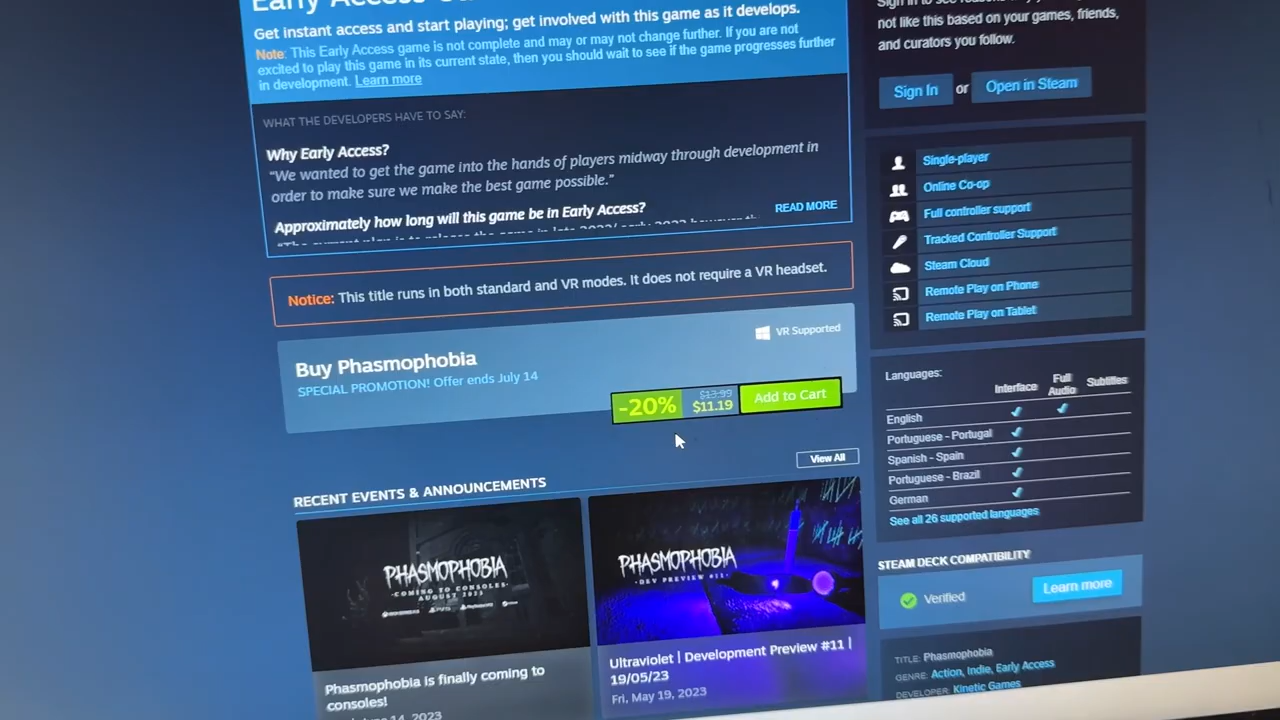 Early Access
Get instant access and start playing; get involved with this game as it develops.
Note: This Early Access game is not complete and may or may not change further. If you are not
excited to play this game in its current state, then you should wait to see if the game progresses further
in development. Learn more
WHAT THE DEVELOPERS HAVE TO SAY:
Why Early Access?
“We wanted to get the game into the hands of players midway through development in
order to make sure we make the best game possible.”
Approximately how long will this game be in Early Access?
READ MORE
Notice: This title runs in both standard and VR modes. It does not require a VR headset.
VR Supported
Buy Phasmophobia
SPECIAL PROMOTION! Offer ends July 14
-20%
$13.99
$11.19
Add to Cart
View All
RECENT EVENTS & ANNOUNCEMENTS
PHASMOPHOBIA
COMING TO CONSOLES
AUGUST 2023
PHASMOPHOBIA
DEV PREVIEW #11
Phasmophobia is finally coming to
consoles!
June 14, 2023
Ultraviolet | Development Preview #11 |
19/05/23
Fri, May 19, 2023
not like this based on your games, friends,
and curators you follow.
Sign In or Open in Steam
Single-player
Online Co-op
Full controller support
Tracked Controller Support
Steam Cloud
Remote Play on Phone
Remote Play on Tablet
Languages:
Interface Full Audio Subtitles
English
Portuguese - Portugal
Spanish - Spain
Portuguese - Brazil
German
See all 26 supported languages
STEAM DECK COMPATIBILITY
Verified
Learn more
TITLE: Phasmophobia
GENRE: Action, Indie, Early Access
DEVELOPER: Kinetic Games